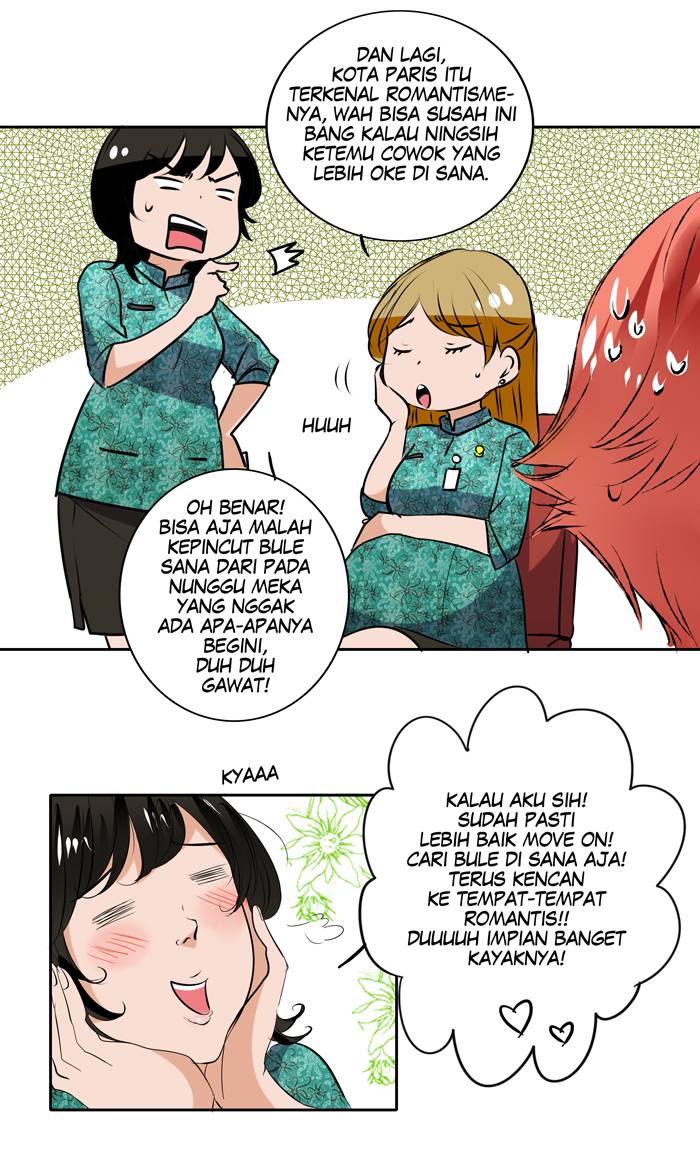 DAN LAGI,
KOTA PARIS ITU
TERKENAL ROMANTISME-
NYA, WAH BISA SUSAH INI
BANG KALAU NINGSIH
KETEMU COWOK YANG
LEBIH OKE DI SANA.
HUUH
OH BENAR!
BISA AJA MALAH
KEPINCUT BULE
SANA DARI PADA
NUNGGU MEKA
YANG NGGAK
ADA APA-APANYA
BEGINI,
DUH DUH
GAWAT!
KYAAA
KALAU AKU SIH!
SUDAH PASTI
LEBIH BAIK MOVE ON!
CARI BULE DI SANA AJA!
TERUS KENCAN
KE TEMPAT-TEMPAT
ROMANTIS!!
DUUUUH IMPIAN BANGET
KAYAKNYA!